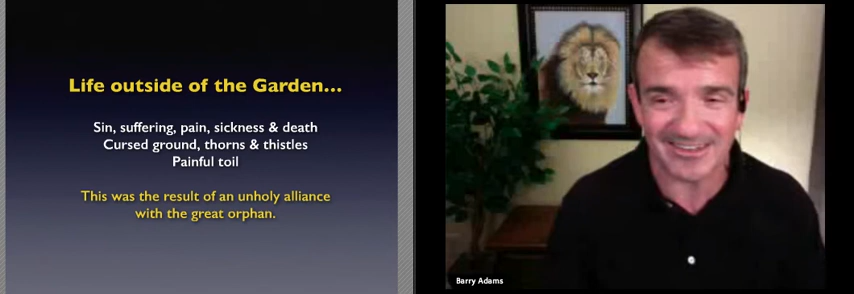 Life outside of the Garden...
Sin, suffering, pain, sickness & death
Cursed ground, thorns & thistles
Painful toil
This was the result of an unholy alliance
with the great orphan.
Barry Adams